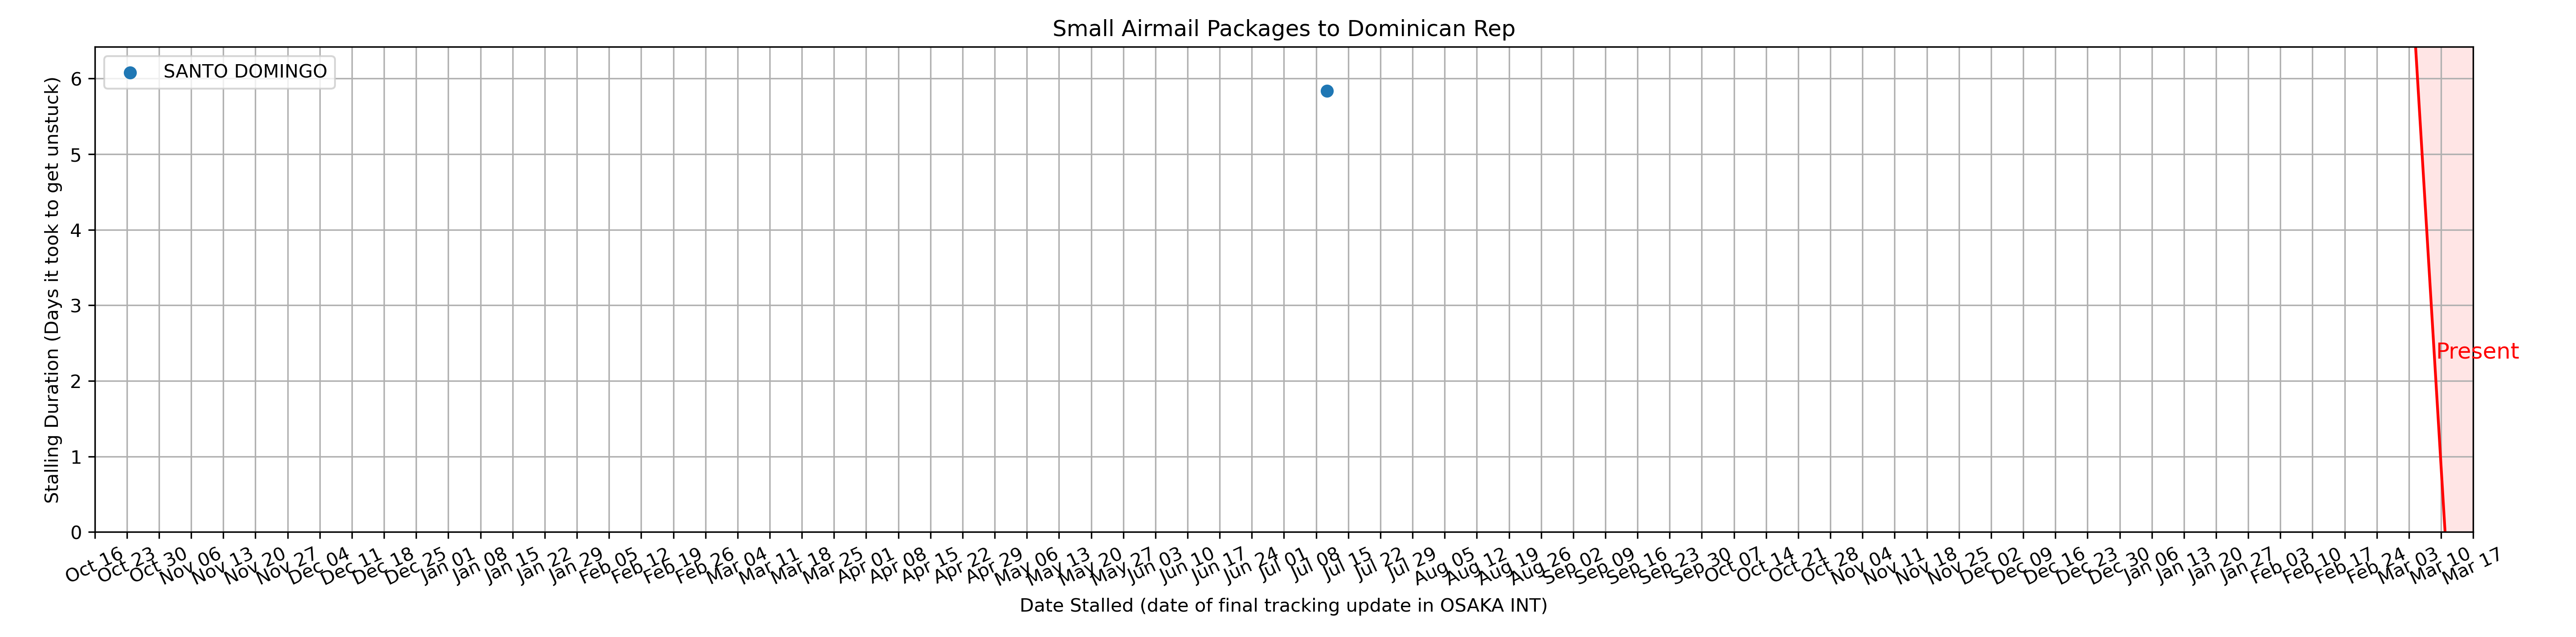 Small Airmail Packages to Dominican Rep
SANTO DOMINGO
Stalling Duration (Days it took to get unstuck)
6
5
4
3
2
1
0
Present
Oct 16 Oct 23 Oct 30 Nov 06 Nov 13 Nov 20 Nov 27 Dec 04 Dec 11 Dec 18 Dec 25 Jan 01 Jan 08 Jan 15 Jan 22 Jan 29 Feb 05 Feb 12 Feb 19 Feb 26 Mar 04 Mar 11 Mar 18 Mar 25 Apr 01 Apr 08 Apr 15 Apr 22 Apr 29 May 06 May 13 May 20 May 27 Jun 03 Jun 10 Jun 17 Jun 24 Jul 01 Jul 08 Jul 15 Jul 22 Jul 29 Aug 05 Aug 12 Aug 19 Aug 26 Sep 02 Sep 09 Sep 16 Sep 23 Sep 30 Oct 07 Oct 14 Oct 21 Oct 28 Nov 04 Nov 11 Nov 18 Nov 25 Dec 02 Dec 09 Dec 16 Dec 23 Dec 30 Jan 06 Jan 13 Jan 20 Jan 27 Feb 03 Feb 10 Feb 17 Feb 24 Mar 03 Mar 10 Mar 17
Date Stalled (date of final tracking update in OSAKA INT)